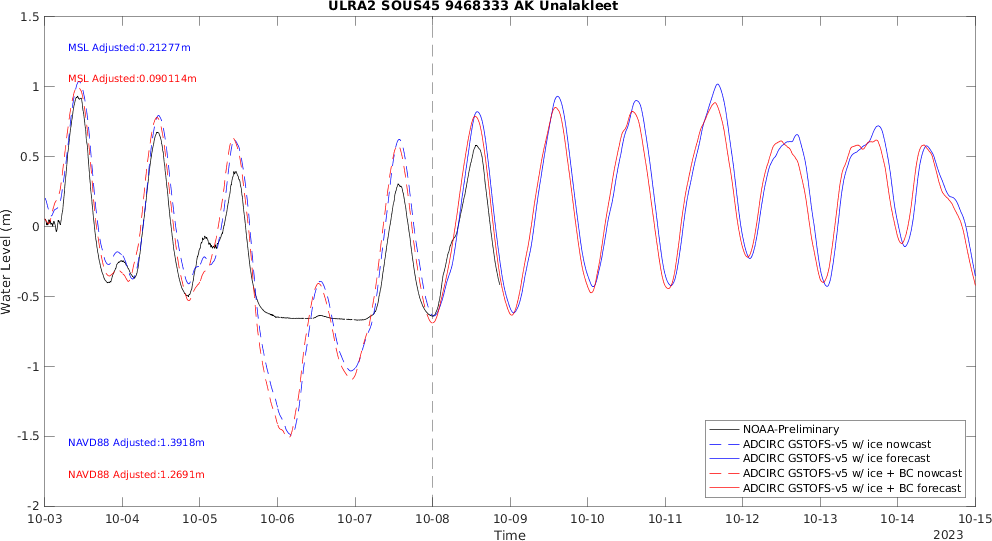 ULRA2 SOUS45 9468333 AK Unalakleet
1.5
1
0.5
0
-0.5
-1
-1.5
-2
Water Level (m)
MSL Adjusted:0.21277m
MSL Adjusted:0.090114m
NAVD88 Adjusted:1.3918m
NAVD88 Adjusted:1.2691m
NOAA-Preliminary
ADCIRC GSTOFS-v5 w/ ice nowcast
ADCIRC GSTOFS-v5 w/ ice forecast
ADCIRC GSTOFS-v5 w/ ice + BC nowcast
ADCIRC GSTOFS-v5 w/ ice + BC forecast
10-03 10-04 10-05 10-06 10-07 10-08 10-09 10-10 10-11 10-12 10-13 10-14 10-15
Time
2023